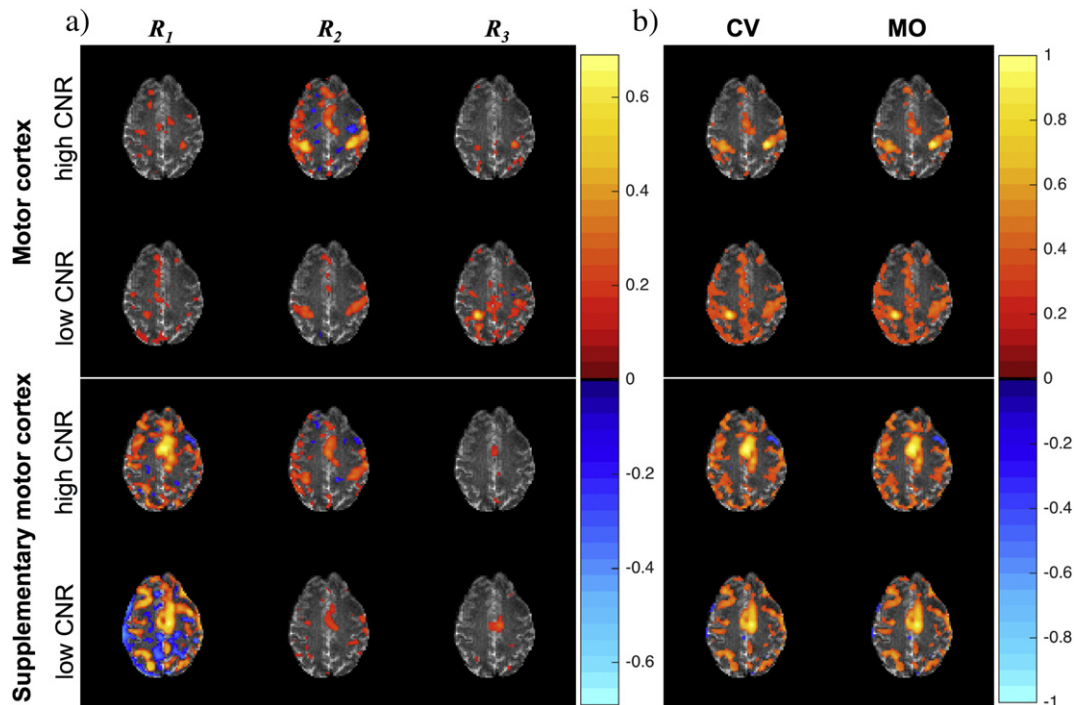 a)
R1 R2 R3
b)
CV MO
Motor cortex
high CNR
low CNR
Supplementary motor cortex
high CNR
low CNR
0.6
0.4
0.2
0
-0.2
-0.4
-0.6
1
0.8
0.6
0.4
0.2
0
-0.2
-0.4
-0.6
-0.8
-1